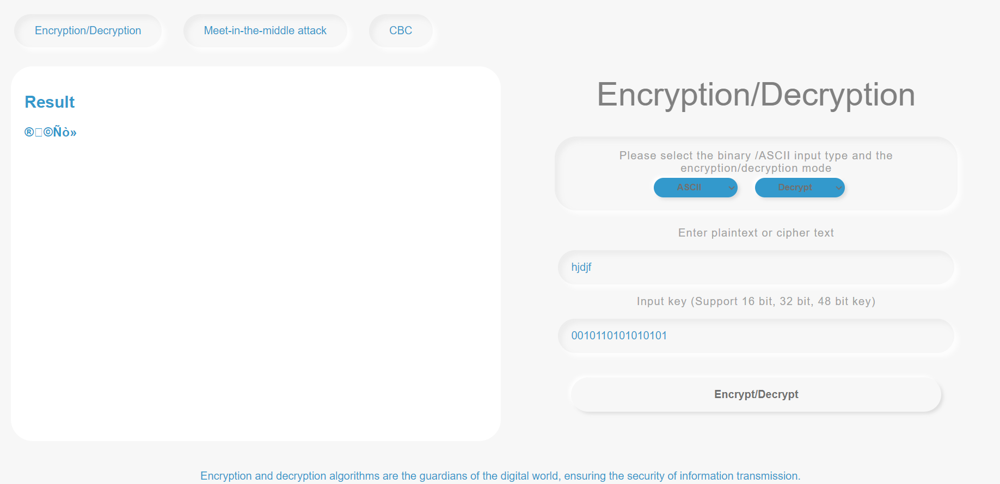 Encryption/Decryption
Meet-in-the-middle attack
CBC
Result
®□©Ñò»
Encryption/Decryption
Please select the binary /ASCII input type and the
encryption/decryption mode
ASCII
Decrypt
Enter plaintext or cipher text
hjdjf
Input key (Support 16 bit, 32 bit, 48 bit key)
0010110101010101
Encrypt/Decrypt
Encryption and decryption algorithms are the guardians of the digital world, ensuring the security of information transmission.